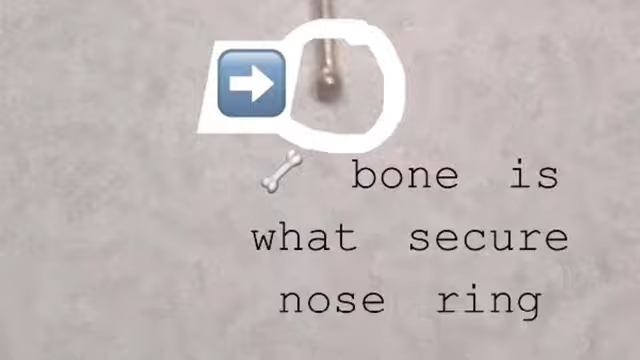 bone is
what secure
nose ring